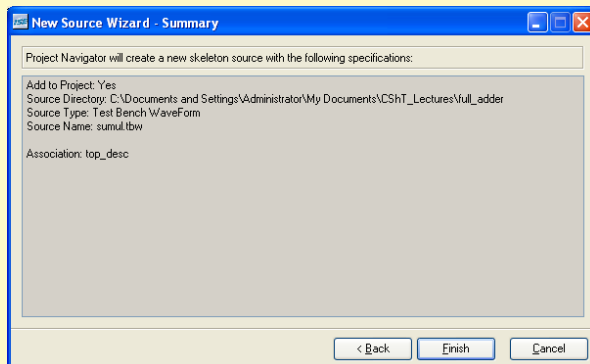 ISE New Source Wizard - Summary
Project Navigator will create a new skeleton source with the following specifications:
Add to Project: Yes
Source Directory: C:\Documents and Settings\Administrator\My Documents\CShT_Lectures\full_adder
Source Type: Test Bench WaveForm
Source Name: sumul.tbw
Association: top_desc
< Back
Finish
Cancel